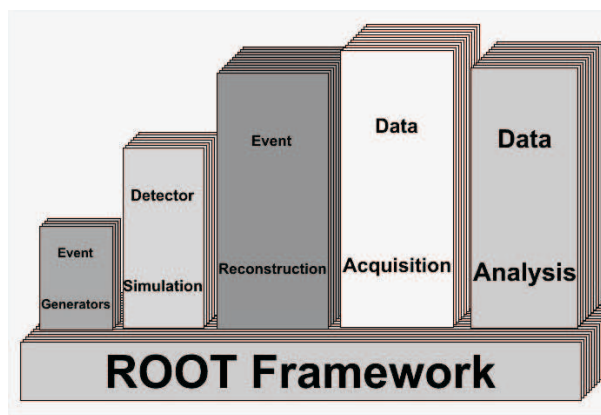 Event
Generators
Detector
Simulation
Event
Reconstruction
Data
Acquisition
Data
Analysis
ROOT Framework